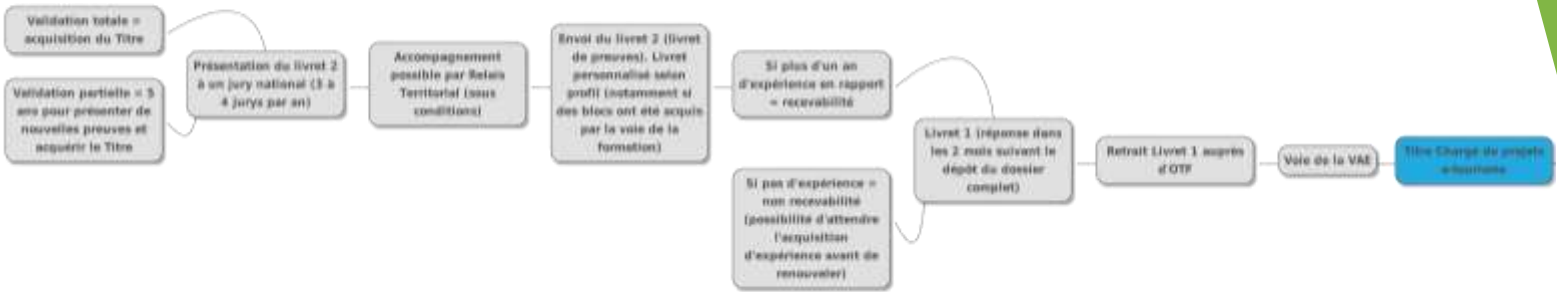 Validation totale =
acquisition du Titre
Validation partielle = 5
ans pour présenter de
nouvelles preuves et
acquérir le Titre
Présentation du livret 2
à un jury national (3 à
4 jurys par an)
Accompagnement
possible par Relais
Territorial (sous
conditions)
Envoi du livret 2 (livret
de preuves). Livret
personnalisé selon
profil (notamment si
des blocs ont été acquis
par la voie de la
formation)
Si plus d'un an
d'expérience en rapport
= recevabilité
Si pas d'expérience =
non recevabilité
(possibilité d'attendre
l'acquisition
d'expérience avant de
renouveler)
Livret 1 (réponse dans
les 2 mois suivant le
dépôt du dossier
complet)
Retrait Livret 1 auprès
d'OTF
Voie de la VAE
Titre Chargé de projets
e-tourisme